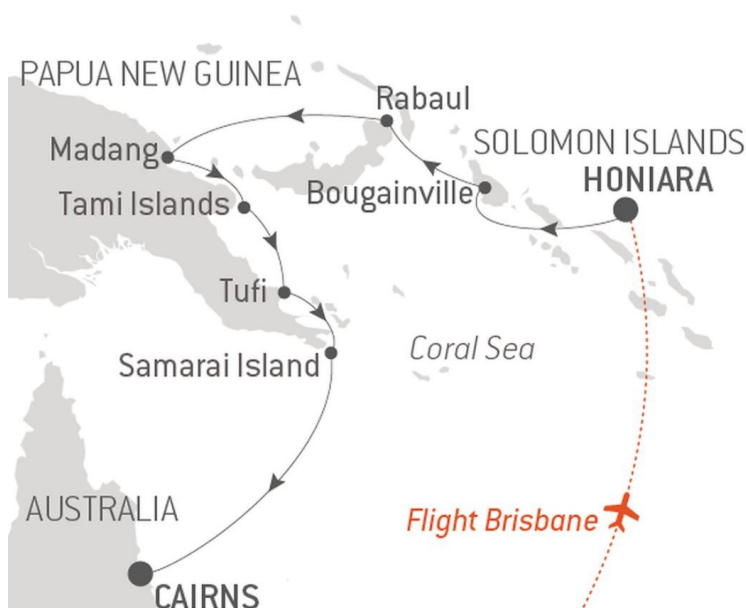 PAPUA NEW GUINEA
Rabaul
Madang
SOLOMON ISLANDS
HONIARA
Bougainville
Tami Islands
Tufi
Coral Sea
Samarai Island
AUSTRALIA
Flight Brisbane
CAIRNS